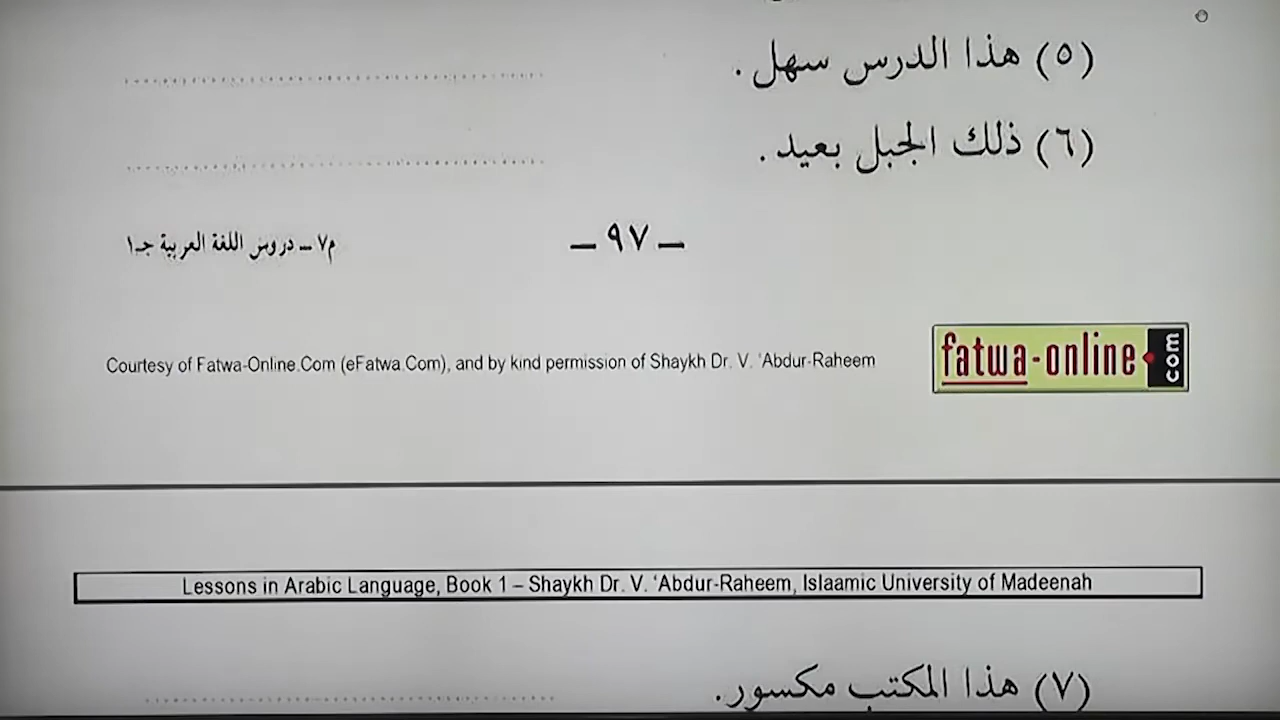 (٥) هذا الدرس سهل .
(٦) ذلك الجبل بعيد .
— ٩٧ —
م٧ – دروس اللغة العربية جـ١
Courtesy of Fatwa-Online.Com (eFatwa.Com), and by kind permission of Shaykh Dr. V. 'Abdur-Raheem
fatwa-online com
Lessons in Arabic Language, Book 1 – Shaykh Dr. V. 'Abdur-Raheem, Islaamic University of Madeenah
(٧) هذا المكتب مكسور.